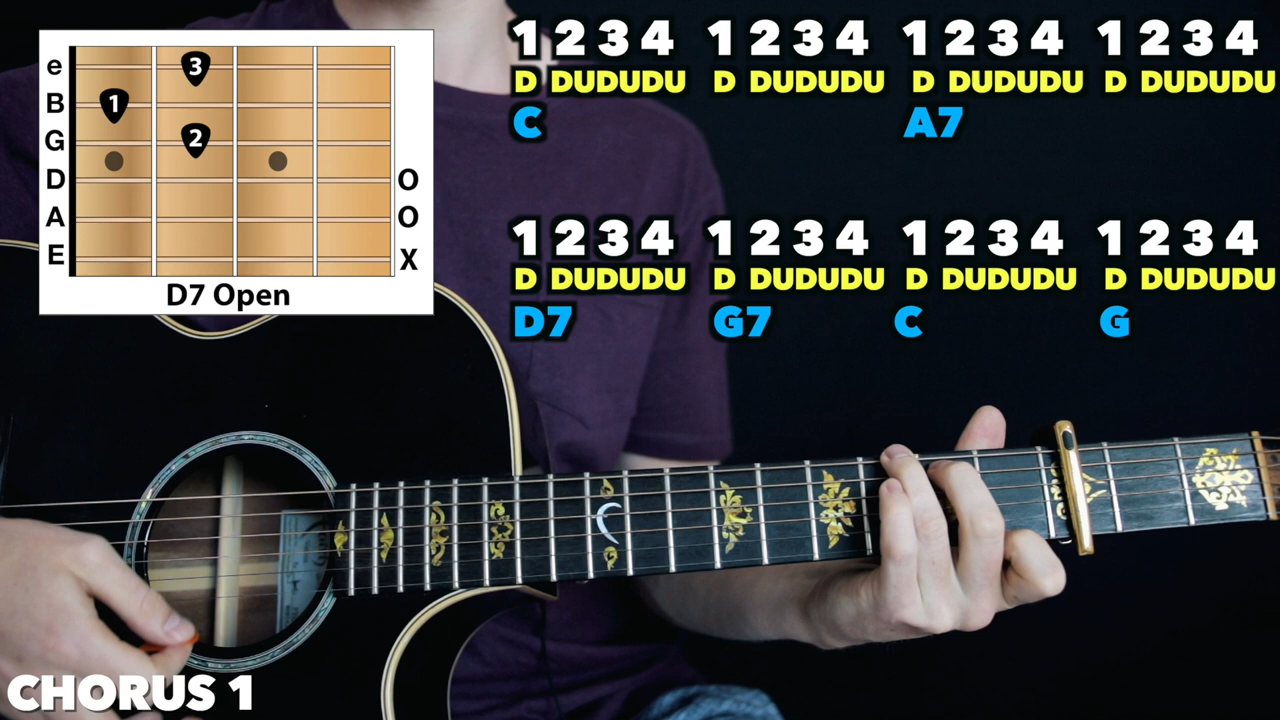 e 3
B 1
G 2
D O
A O
E X
D7 Open
1 2 3 4 1 2 3 4 1 2 3 4 1 2 3 4
D DUDUDU D DUDUDU D DUDUDU D DUDUDU
C A7
1 2 3 4 1 2 3 4 1 2 3 4 1 2 3 4
D DUDUDU D DUDUDU D DUDUDU D DUDUDU
D7 G7 C G
CHORUS 1